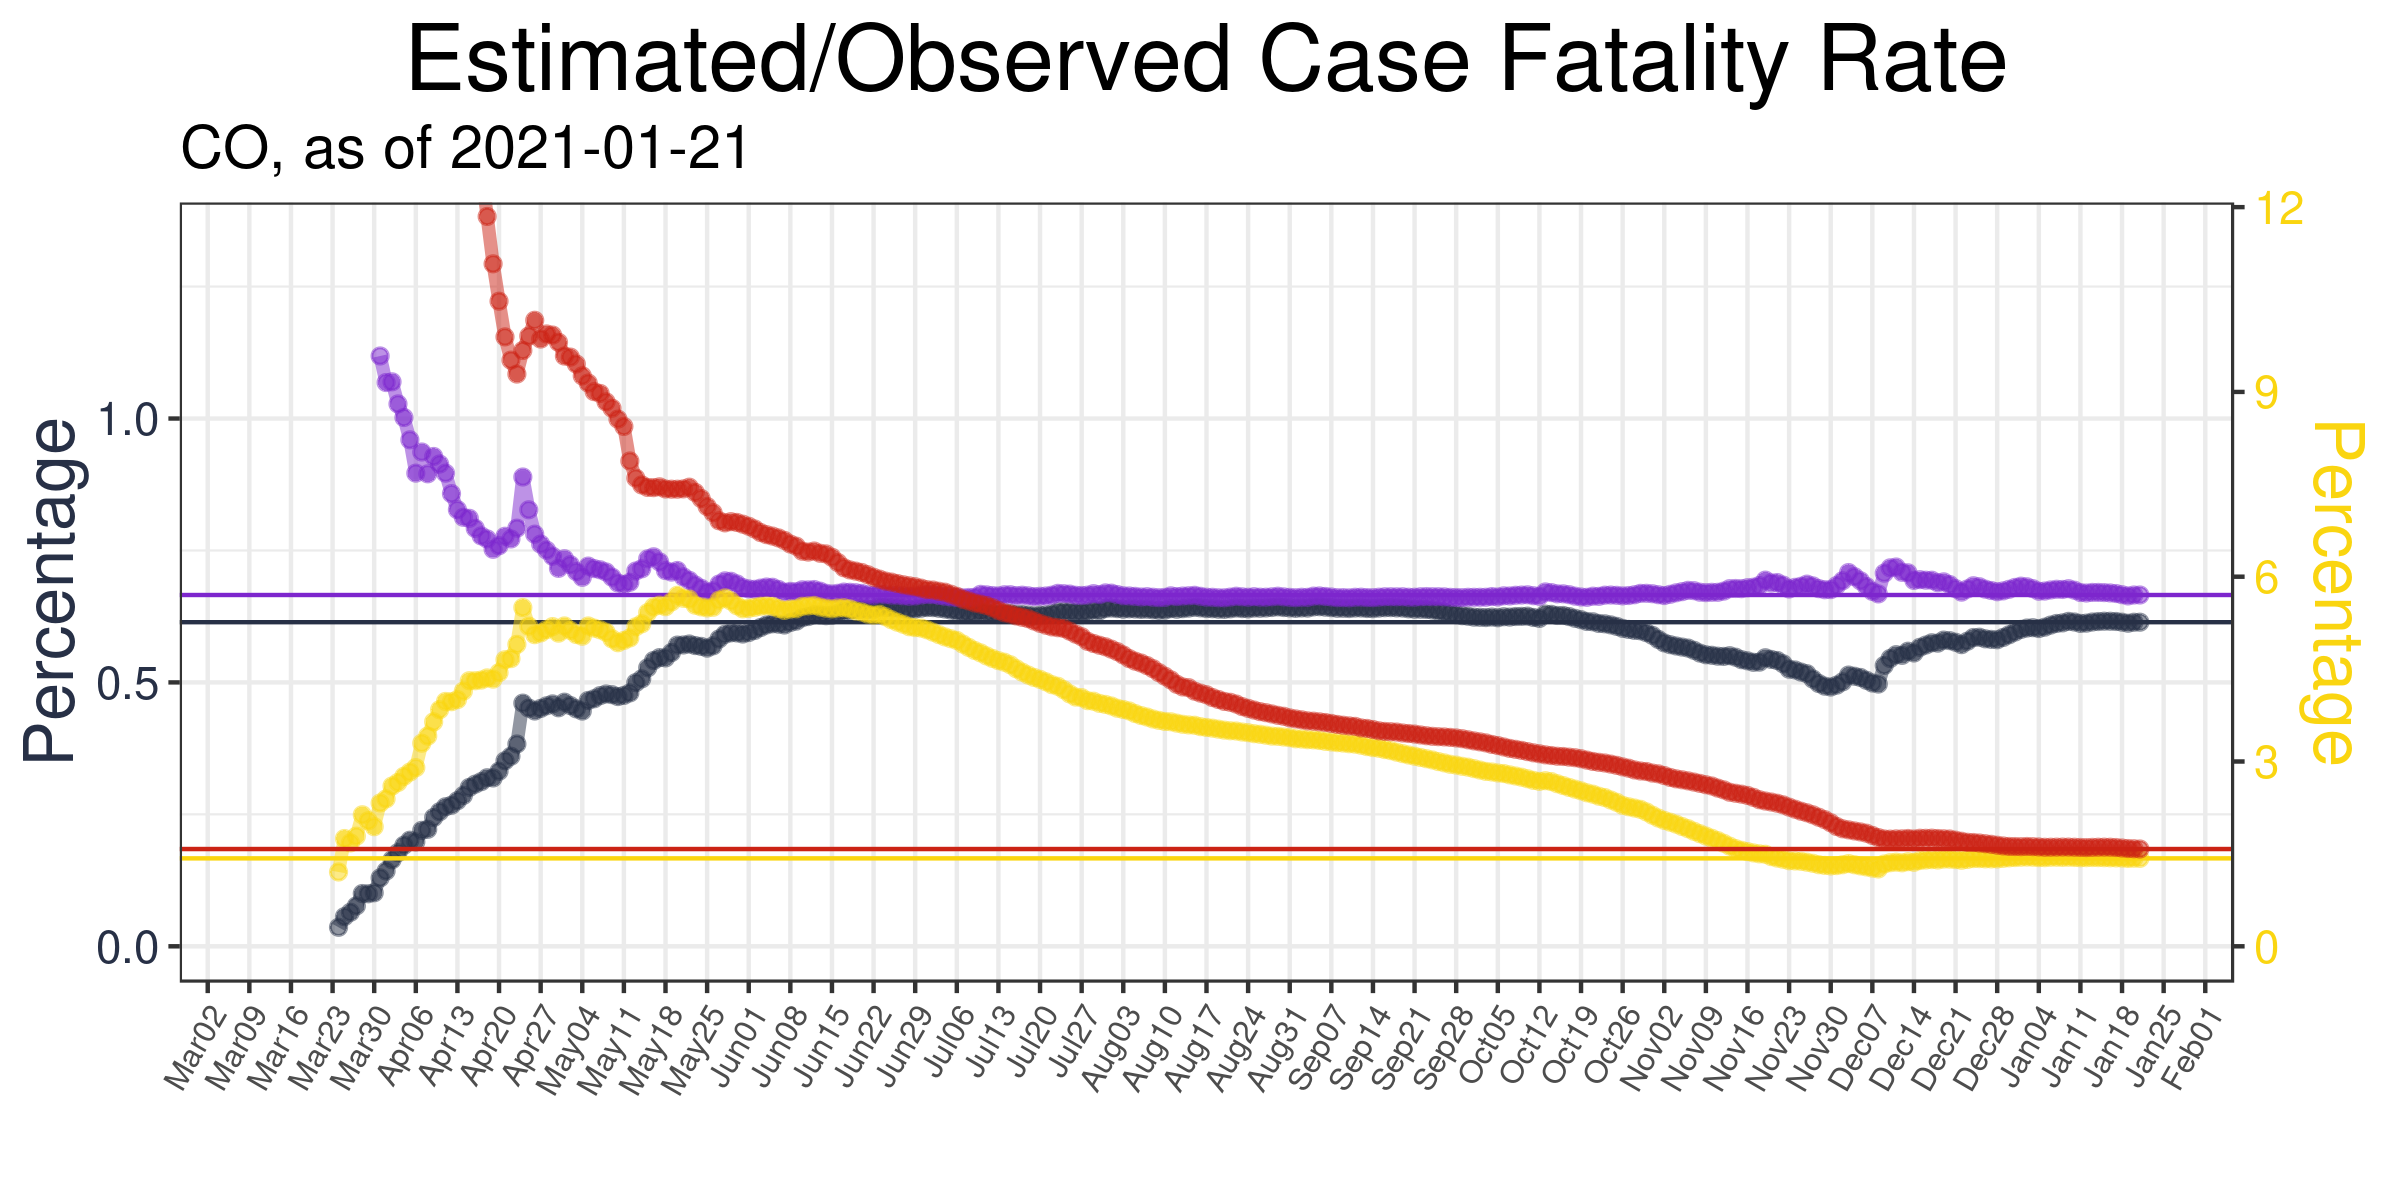 Estimated/Observed Case Fatality Rate
CO, as of 2021-01-21
Percentage
1.0
0.5
0.0
12
9
6
3
0
Percentage
Mar02
Mar09
Mar16
Mar23
Mar30
Apr06
Apr13
Apr20
Apr27
May04
May11
May18
May25
Jun01
Jun08
Jun15
Jun22
Jun29
Jul06
Jul13
Jul20
Jul27
Aug03
Aug10
Aug17
Aug24
Aug31
Sep07
Sep14
Sep21
Sep28
Oct05
Oct12
Oct19
Oct26
Nov02
Nov09
Nov16
Nov23
Nov30
Dec07
Dec14
Dec21
Dec28
Jan04
Jan11
Jan18
Jan25
Feb01